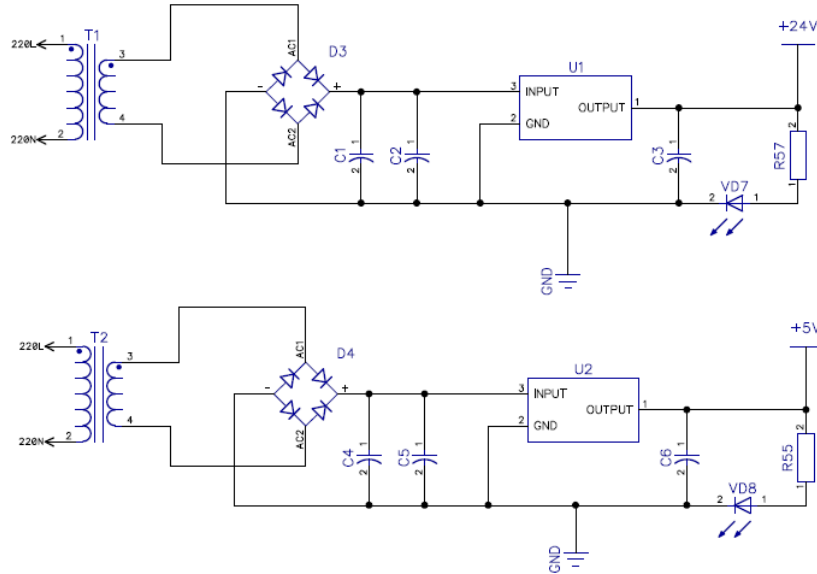 +24V
T1
220L
1
3
AC1
D3
-
+
3
INPUT
U1
OUTPUT
1
2
GND
220N
2
4
AC2
C1
1
2
C2
1
2
C3
1
2
2
R57
1
VD7
2
1
GND
+5V
T2
220L
1
3
AC1
D4
-
+
3
INPUT
U2
OUTPUT
1
2
GND
220N
2
4
AC2
C4
1
2
C5
1
2
C6
1
2
2
R55
1
VD8
2
1
GND